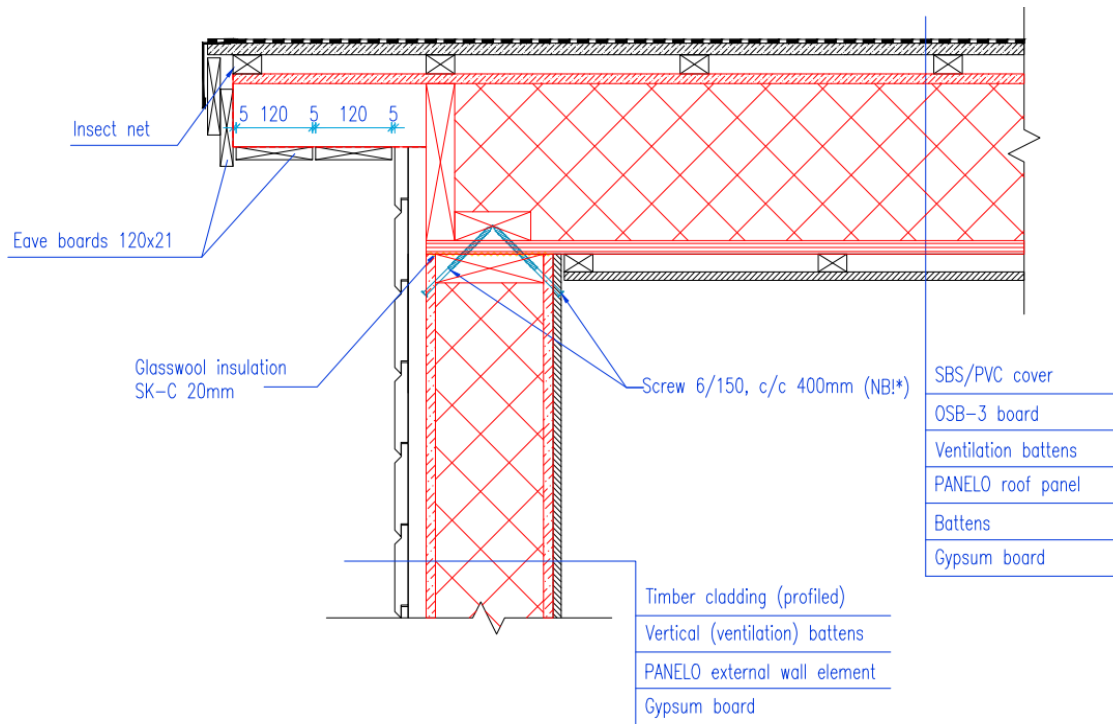 5 120 5 120 5
Insect net
Eave boards 120x21
Glasswool insulation
SK-C 20mm
Screw 6/150, c/c 400mm (NB!*)
SBS/PVC cover
OSB-3 board
Ventilation battens
PANELO roof panel
Battens
Gypsum board
Timber cladding (profiled)
Vertical (ventilation) battens
PANELO external wall element
Gypsum board